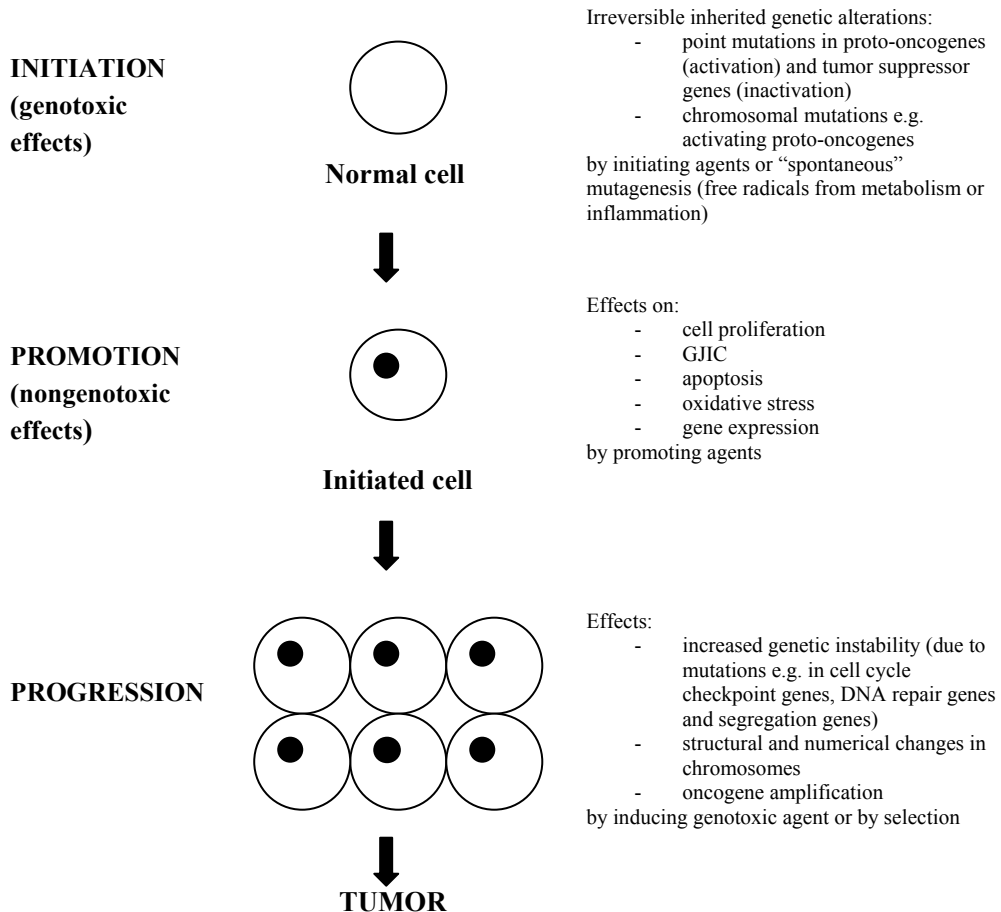 INITIATION
(genotoxic
effects)
Normal cell
Irreversible inherited genetic alterations:
- point mutations in proto-oncogenes
(activation) and tumor suppressor
genes (inactivation)
- chromosomal mutations e.g.
activating proto-oncogenes
by initiating agents or “spontaneous”
mutagenesis (free radicals from metabolism or
inflammation)
PROMOTION
(nongenotoxic
effects)
Initiated cell
Effects on:
- cell proliferation
- GJIC
- apoptosis
- oxidative stress
- gene expression
by promoting agents
PROGRESSION
Effects:
- increased genetic instability (due to
mutations e.g. in cell cycle
checkpoint genes, DNA repair genes
and segregation genes)
- structural and numerical changes in
chromosomes
- oncogene amplification
by inducing genotoxic agent or by selection
TUMOR